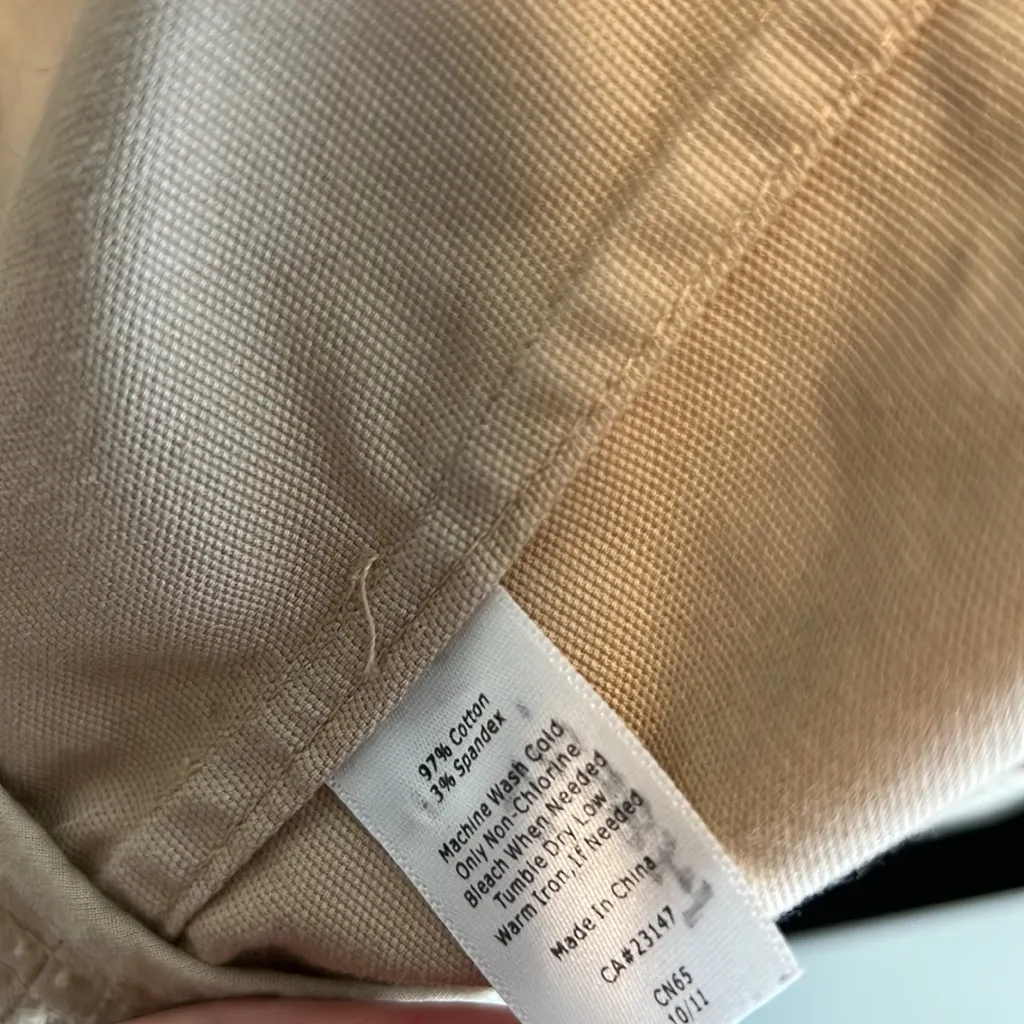 97% Cotton
3% Spandex
Machine Wash Cold
Only Non-Chlorine
Bleach When Needed
Tumble Dry Low
Warm Iron, If Needed
Made In China
CA#23147
CN65
10/11